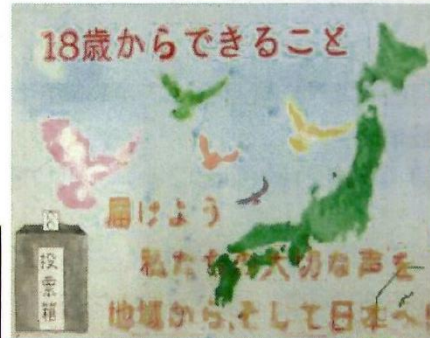 18歳からできること
届けよう
私たちの大切な声を
地域から、そして日本へ!
投票箱